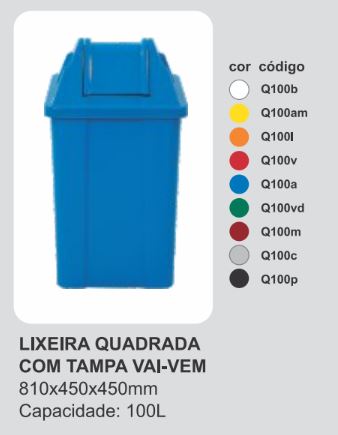 cor código
Q100b
Q100am
Q100l
Q100v
Q100a
Q100vd
Q100m
Q100c
Q100p
LIXEIRA QUADRADA
COM TAMPA VAI-VEM
810x450x450mm
Capacidade: 100L